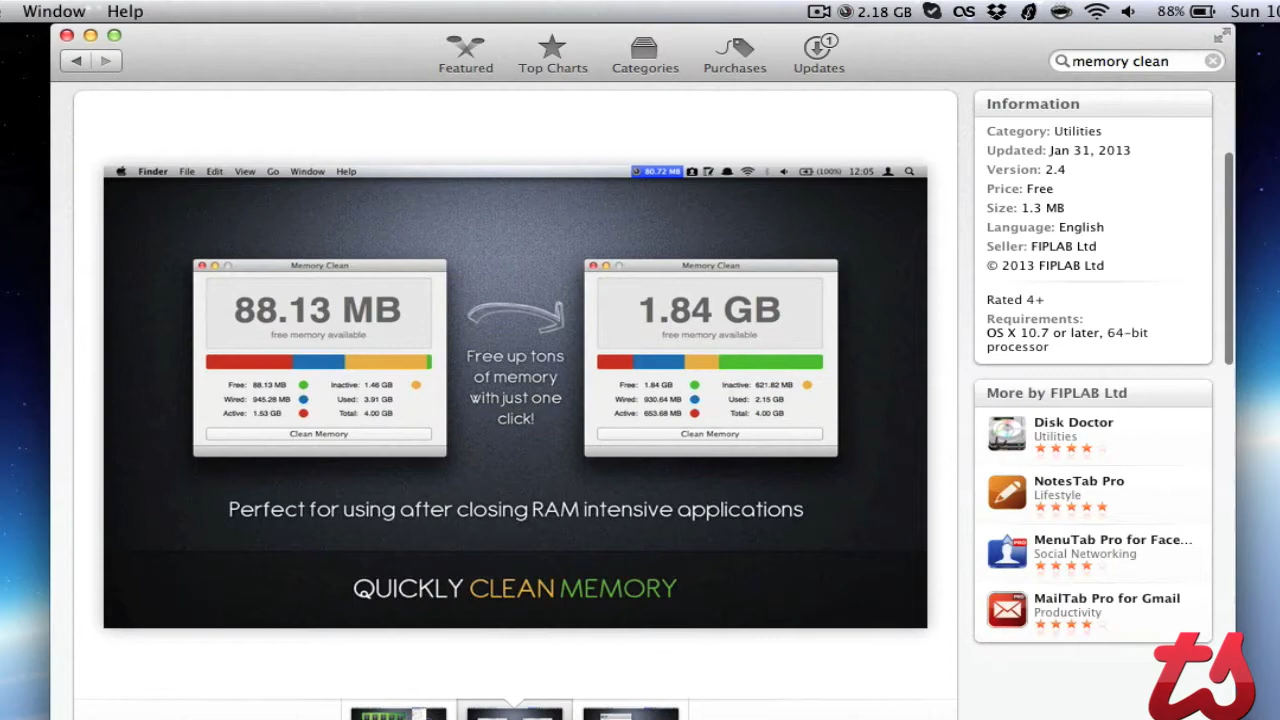 Window Help 2.18 GB 88% Sun 10
Featured Top Charts Categories Purchases Updates 1
memory clean
Finder File Edit View Go Window Help 80.72 MB (100%) 12:05
Memory Clean
88.13 MB
free memory available
Free: 88.13 MB Inactive: 1.46 GB
Wired: 945.28 MB Used: 3.91 GB
Active: 1.53 GB Total: 4.00 GB
Clean Memory
Free up tons
of memory
with just one
click!
Memory Clean
1.84 GB
free memory available
Free: 1.84 GB Inactive: 621.82 MB
Wired: 930.64 MB Used: 2.15 GB
Active: 653.68 MB Total: 4.00 GB
Clean Memory
Perfect for using after closing RAM intensive applications
QUICKLY CLEAN MEMORY
Information
Category: Utilities
Updated: Jan 31, 2013
Version: 2.4
Price: Free
Size: 1.3 MB
Language: English
Seller: FIPLAB Ltd
© 2013 FIPLAB Ltd
Rated 4+
Requirements:
OS X 10.7 or later, 64-bit
processor
More by FIPLAB Ltd
Disk Doctor
Utilities
NotesTab Pro
Lifestyle
MenuTab Pro for Face...
Social Networking
MailTab Pro for Gmail
Productivity